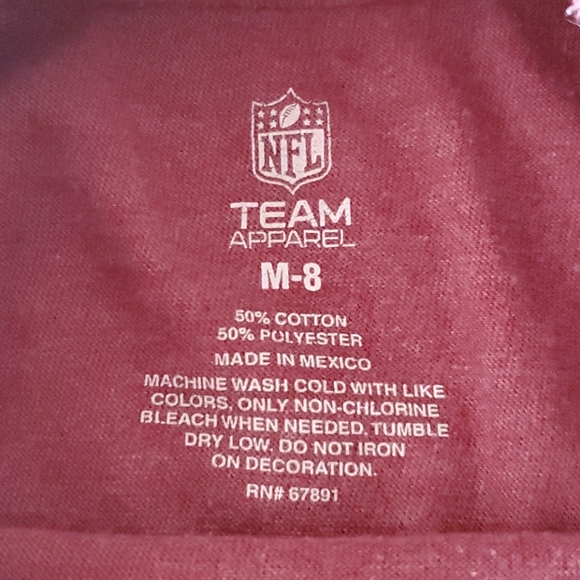 NFL
TEAM
APPAREL
M-8
50% COTTON
50% POLYESTER
MADE IN MEXICO
MACHINE WASH COLD WITH LIKE
COLORS, ONLY NON-CHLORINE
BLEACH WHEN NEEDED. TUMBLE
DRY LOW. DO NOT IRON
ON DECORATION.
RN# 67891